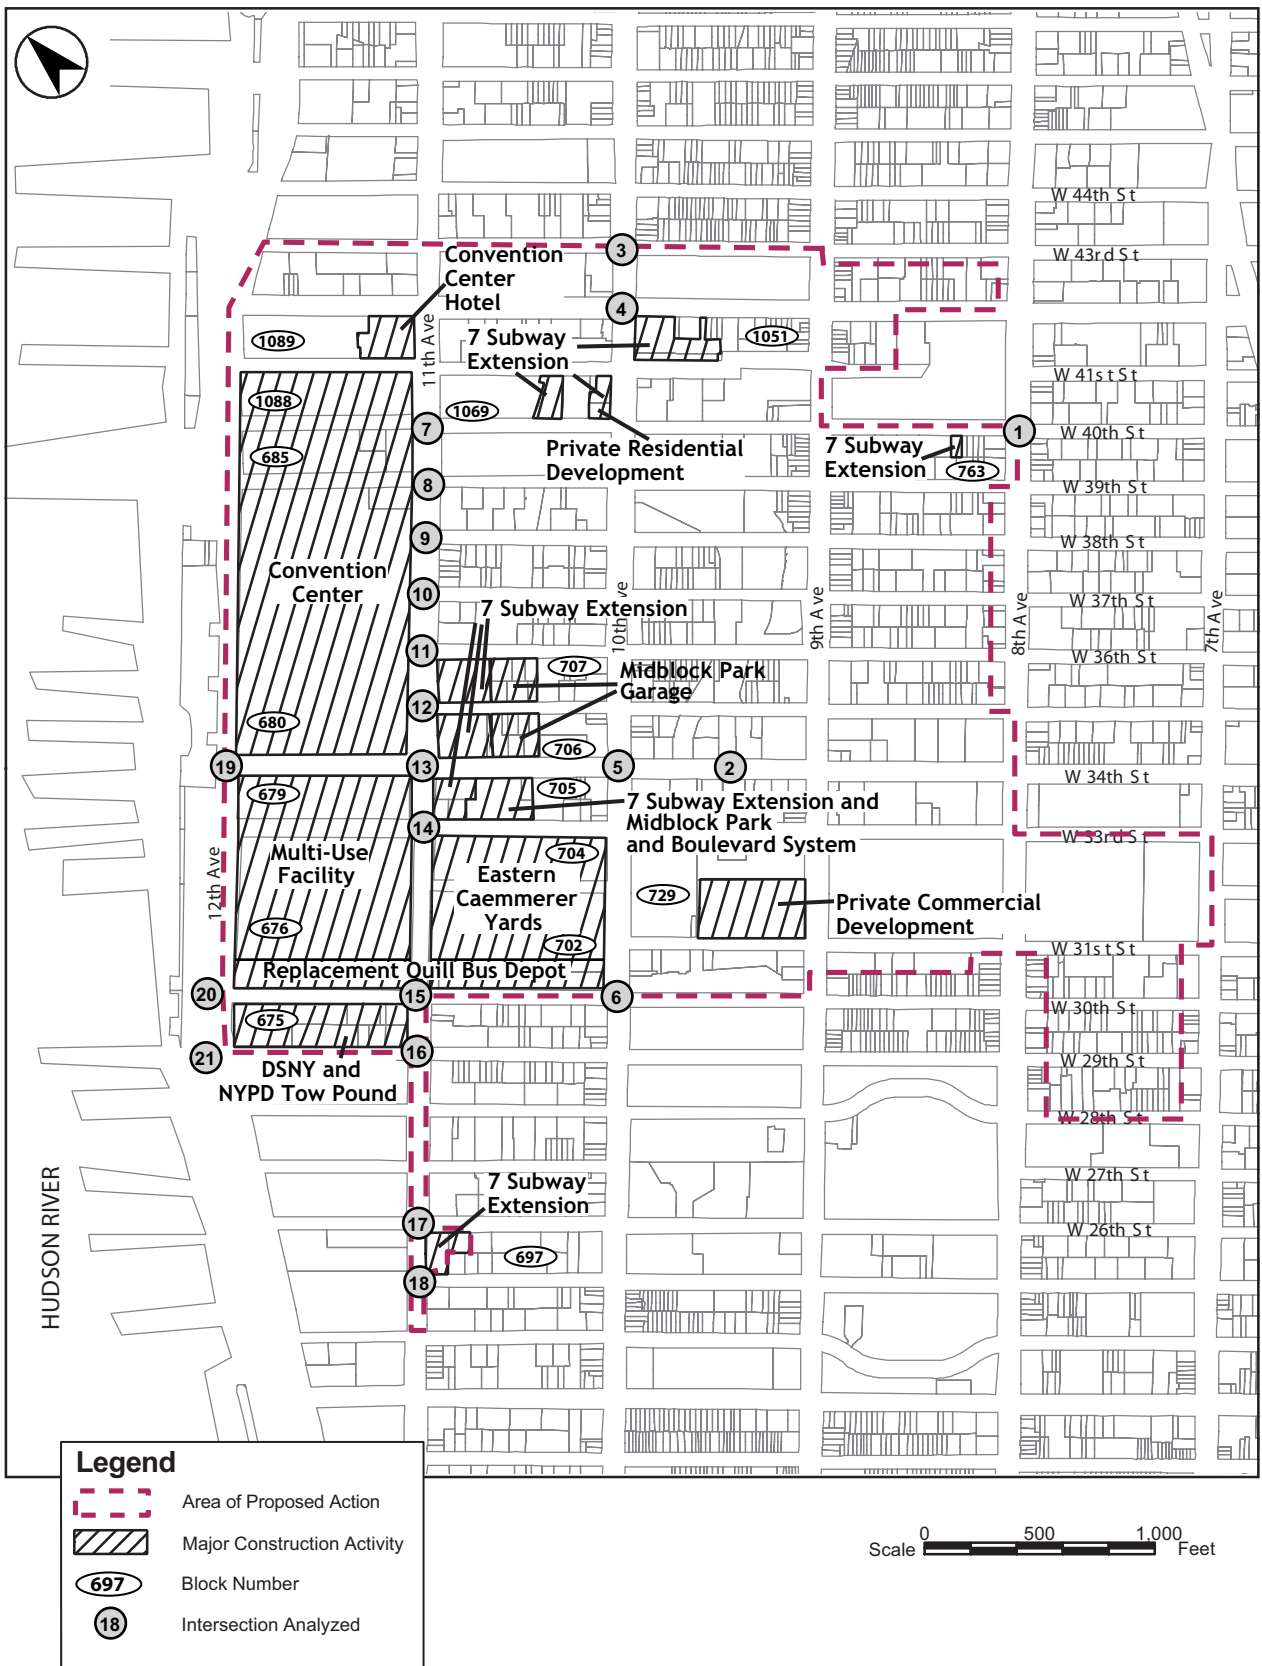 W 44th St
W 43rd St
3
Convention
Center
Hotel
4
1089
11th Ave
7 Subway
Extension
1051
W 41st St
1088
1069
7
1
W 40th St
685
Private Residential
Development
7 Subway
Extension
763
8
W 39th St
9
W 38th St
Convention
Center
10
7 Subway Extension
10th Ave
9th Ave
8th Ave
W 37th St
7th Ave
11
707
Midblock Park
Garage
W 36th St
12
680
706
19
13
5
2
W 34th St
679
705
7 Subway Extension and
Midblock Park
and Boulevard System
14
W 33rd St
Multi-Use
Facility
704
Eastern
Caemmerer
Yards
12th Ave
729
Private Commercial
Development
676
702
W 31st St
Replacement Quill Bus Depot
20
15
6
W 30th St
675
21
16
DSNY and
NYPD Tow Pound
W 29th St
W 28th St
HUDSON RIVER
7 Subway
Extension
W 27th St
17
W 26th St
697
18
Legend
Area of Proposed Action
Major Construction Activity
697
Block Number
18
Intersection Analyzed
0 500 1,000
Scale Feet